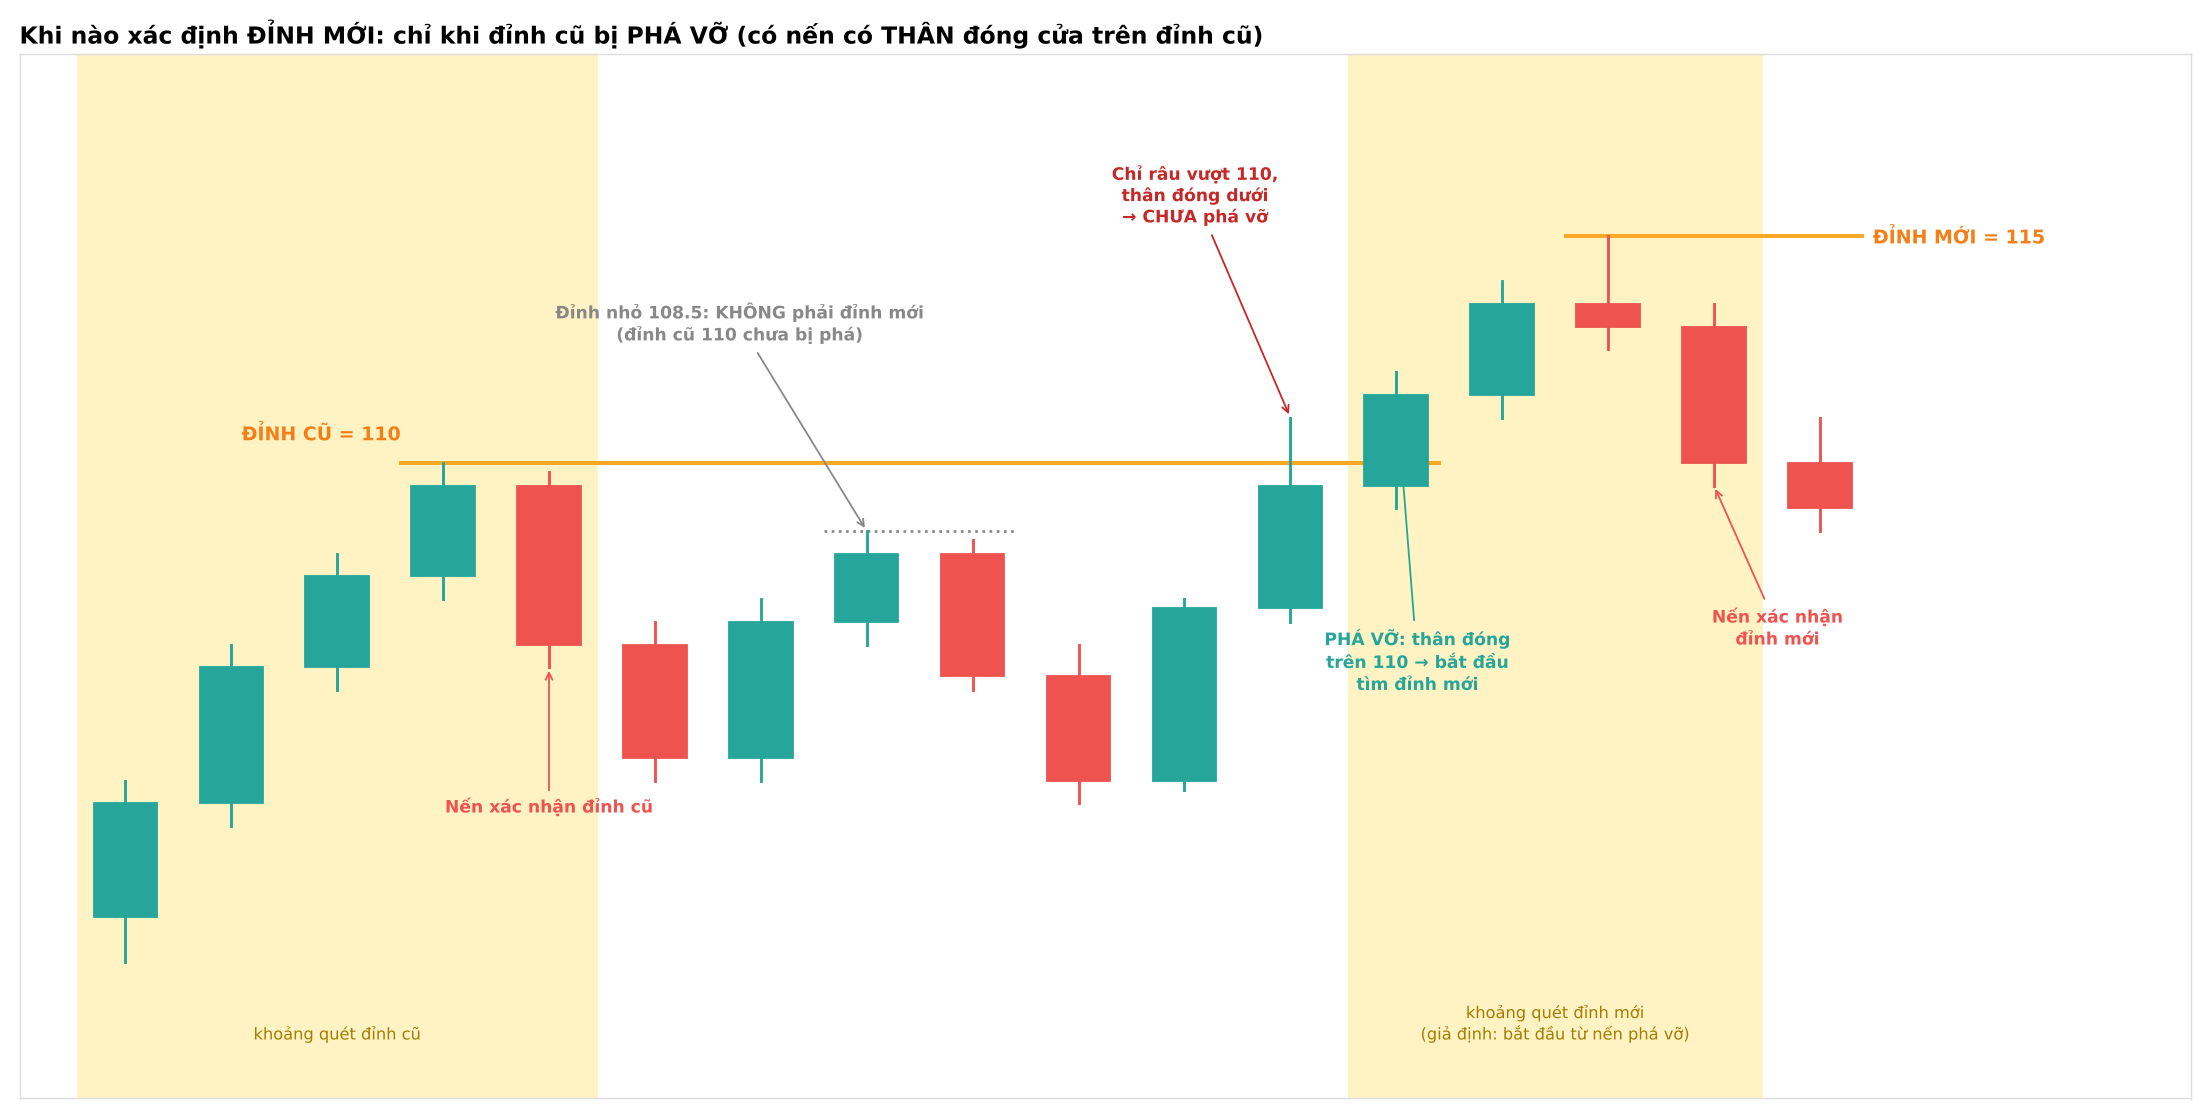 Khi nào xác định ĐỈNH MỚI: chỉ khi đỉnh cũ bị PHÁ VỠ (có nến có THÂN đóng cửa trên đỉnh cũ)
Chỉ râu vượt 110,
thân đóng dưới
→ CHƯA phá vỡ
ĐỈNH MỚI = 115
Đỉnh nhỏ 108.5: KHÔNG phải đỉnh mới
(đỉnh cũ 110 chưa bị phá)
ĐỈNH CŨ = 110
Nến xác nhận
đỉnh mới
PHÁ VỠ: thân đóng
trên 110 → bắt đầu
tìm đỉnh mới
Nến xác nhận đỉnh cũ
khoảng quét đỉnh cũ
khoảng quét đỉnh mới
(giả định: bắt đầu từ nến phá vỡ)